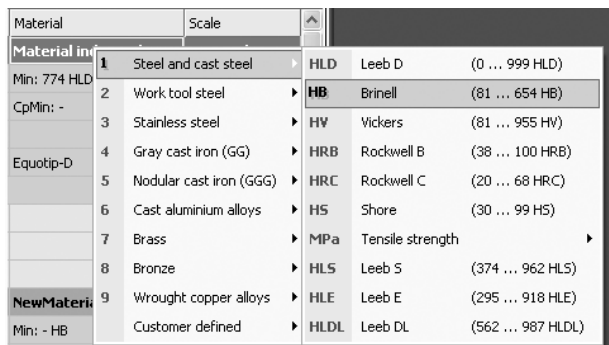 Material Scale
Material in
Min: 774 HLD
CpMin: -
Equotip-D
NewMateria
Min: - HB
1 Steel and cast steel
2 Work tool steel
3 Stainless steel
4 Gray cast iron (GG)
5 Nodular cast iron (GGG)
6 Cast aluminium alloys
7 Brass
8 Bronze
9 Wrought copper alloys
Customer defined
HLD Leeb D (0 ... 999 HLD)
HB Brinell (81 ... 654 HB)
HV Vickers (81 ... 955 HV)
HRB Rockwell B (38 ... 100 HRB)
HRC Rockwell C (20 ... 68 HRC)
HS Shore (30 ... 99 HS)
MPa Tensile strength
HLS Leeb S (374 ... 962 HLS)
HLE Leeb E (295 ... 918 HLE)
HLDL Leeb DL (562 ... 987 HLDL)